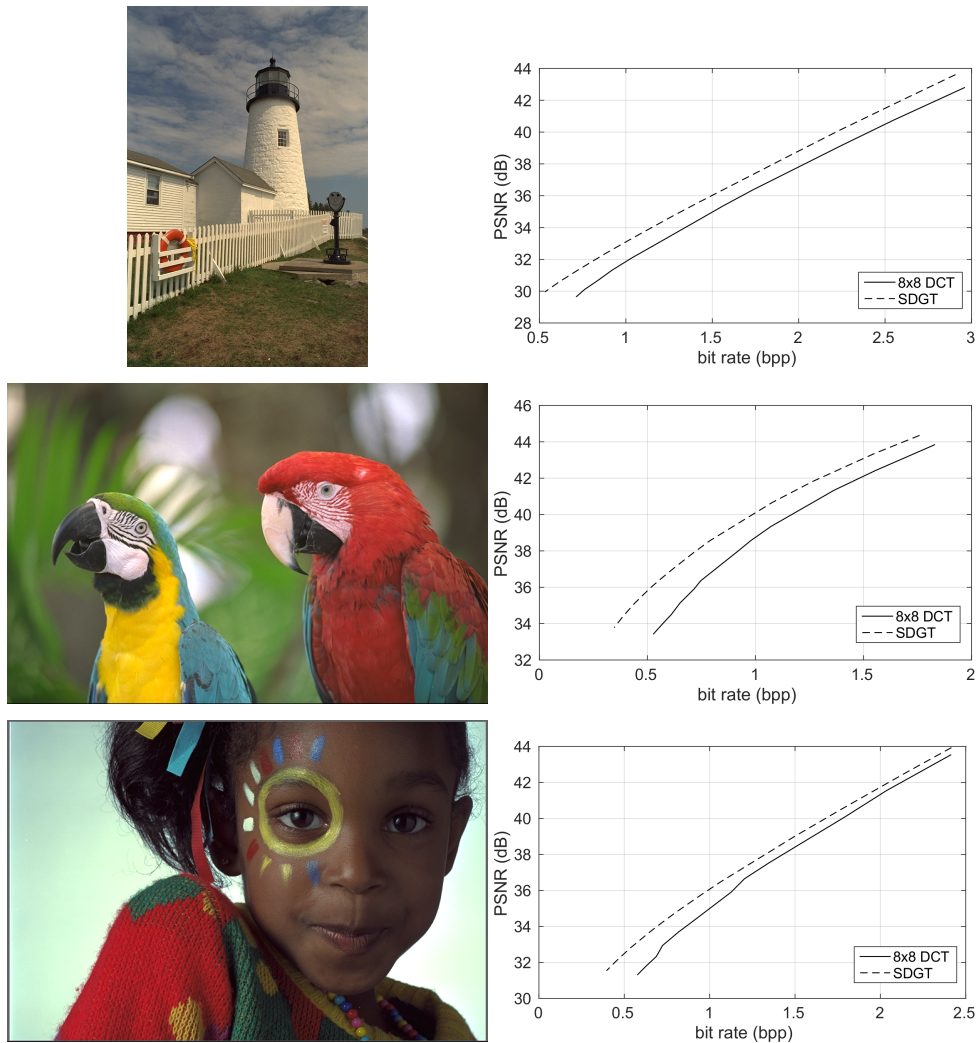 44
42
40
38
36
34
32
30
28
PSNR (dB)
8x8 DCT
SDGT
0.5 1 1.5 2 2.5 3
bit rate (bpp)
46
44
42
40
38
36
34
32
PSNR (dB)
8x8 DCT
SDGT
0 0.5 1 1.5 2
bit rate (bpp)
44
42
40
38
36
34
32
30
PSNR (dB)
8x8 DCT
SDGT
0 0.5 1 1.5 2 2.5
bit rate (bpp)